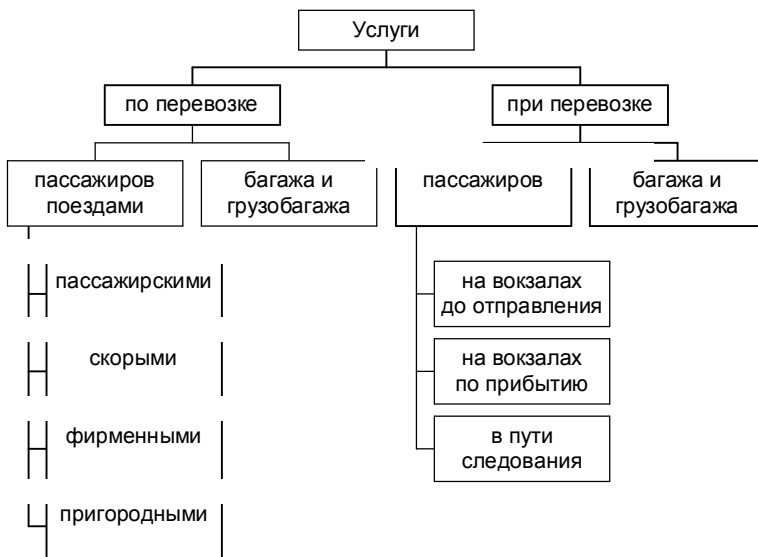 Услуги
по перевозке
при перевозке
пассажиров
поездами
багажа и
грузобагажа
пассажиров
багажа и
грузобагажа
пассажирскими
скорыми
фирменными
пригородными
на вокзалах
до отправления
на вокзалах
по прибытию
в пути
следования